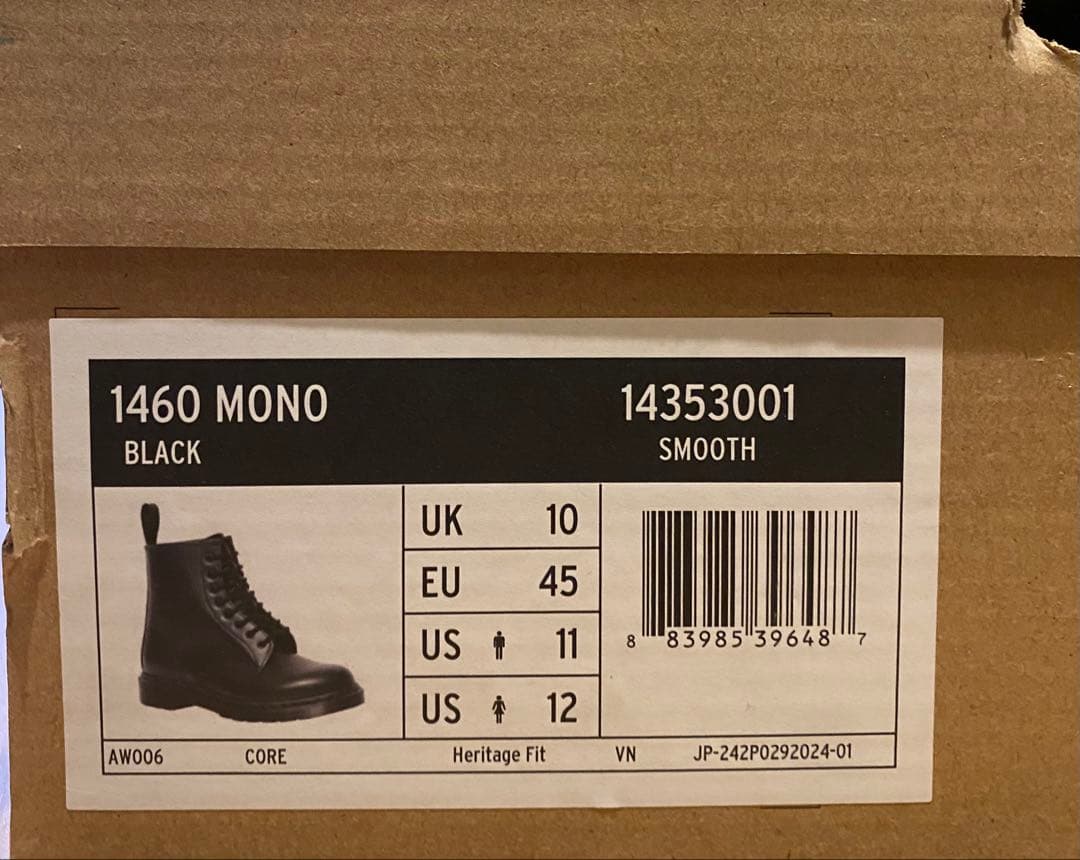 1460 MONO 14353001
BLACK SMOOTH
UK 10
EU 45
US 11
US 12
8 83985 39648 7
AW006 CORE Heritage Fit VN JP-242P0292024-01